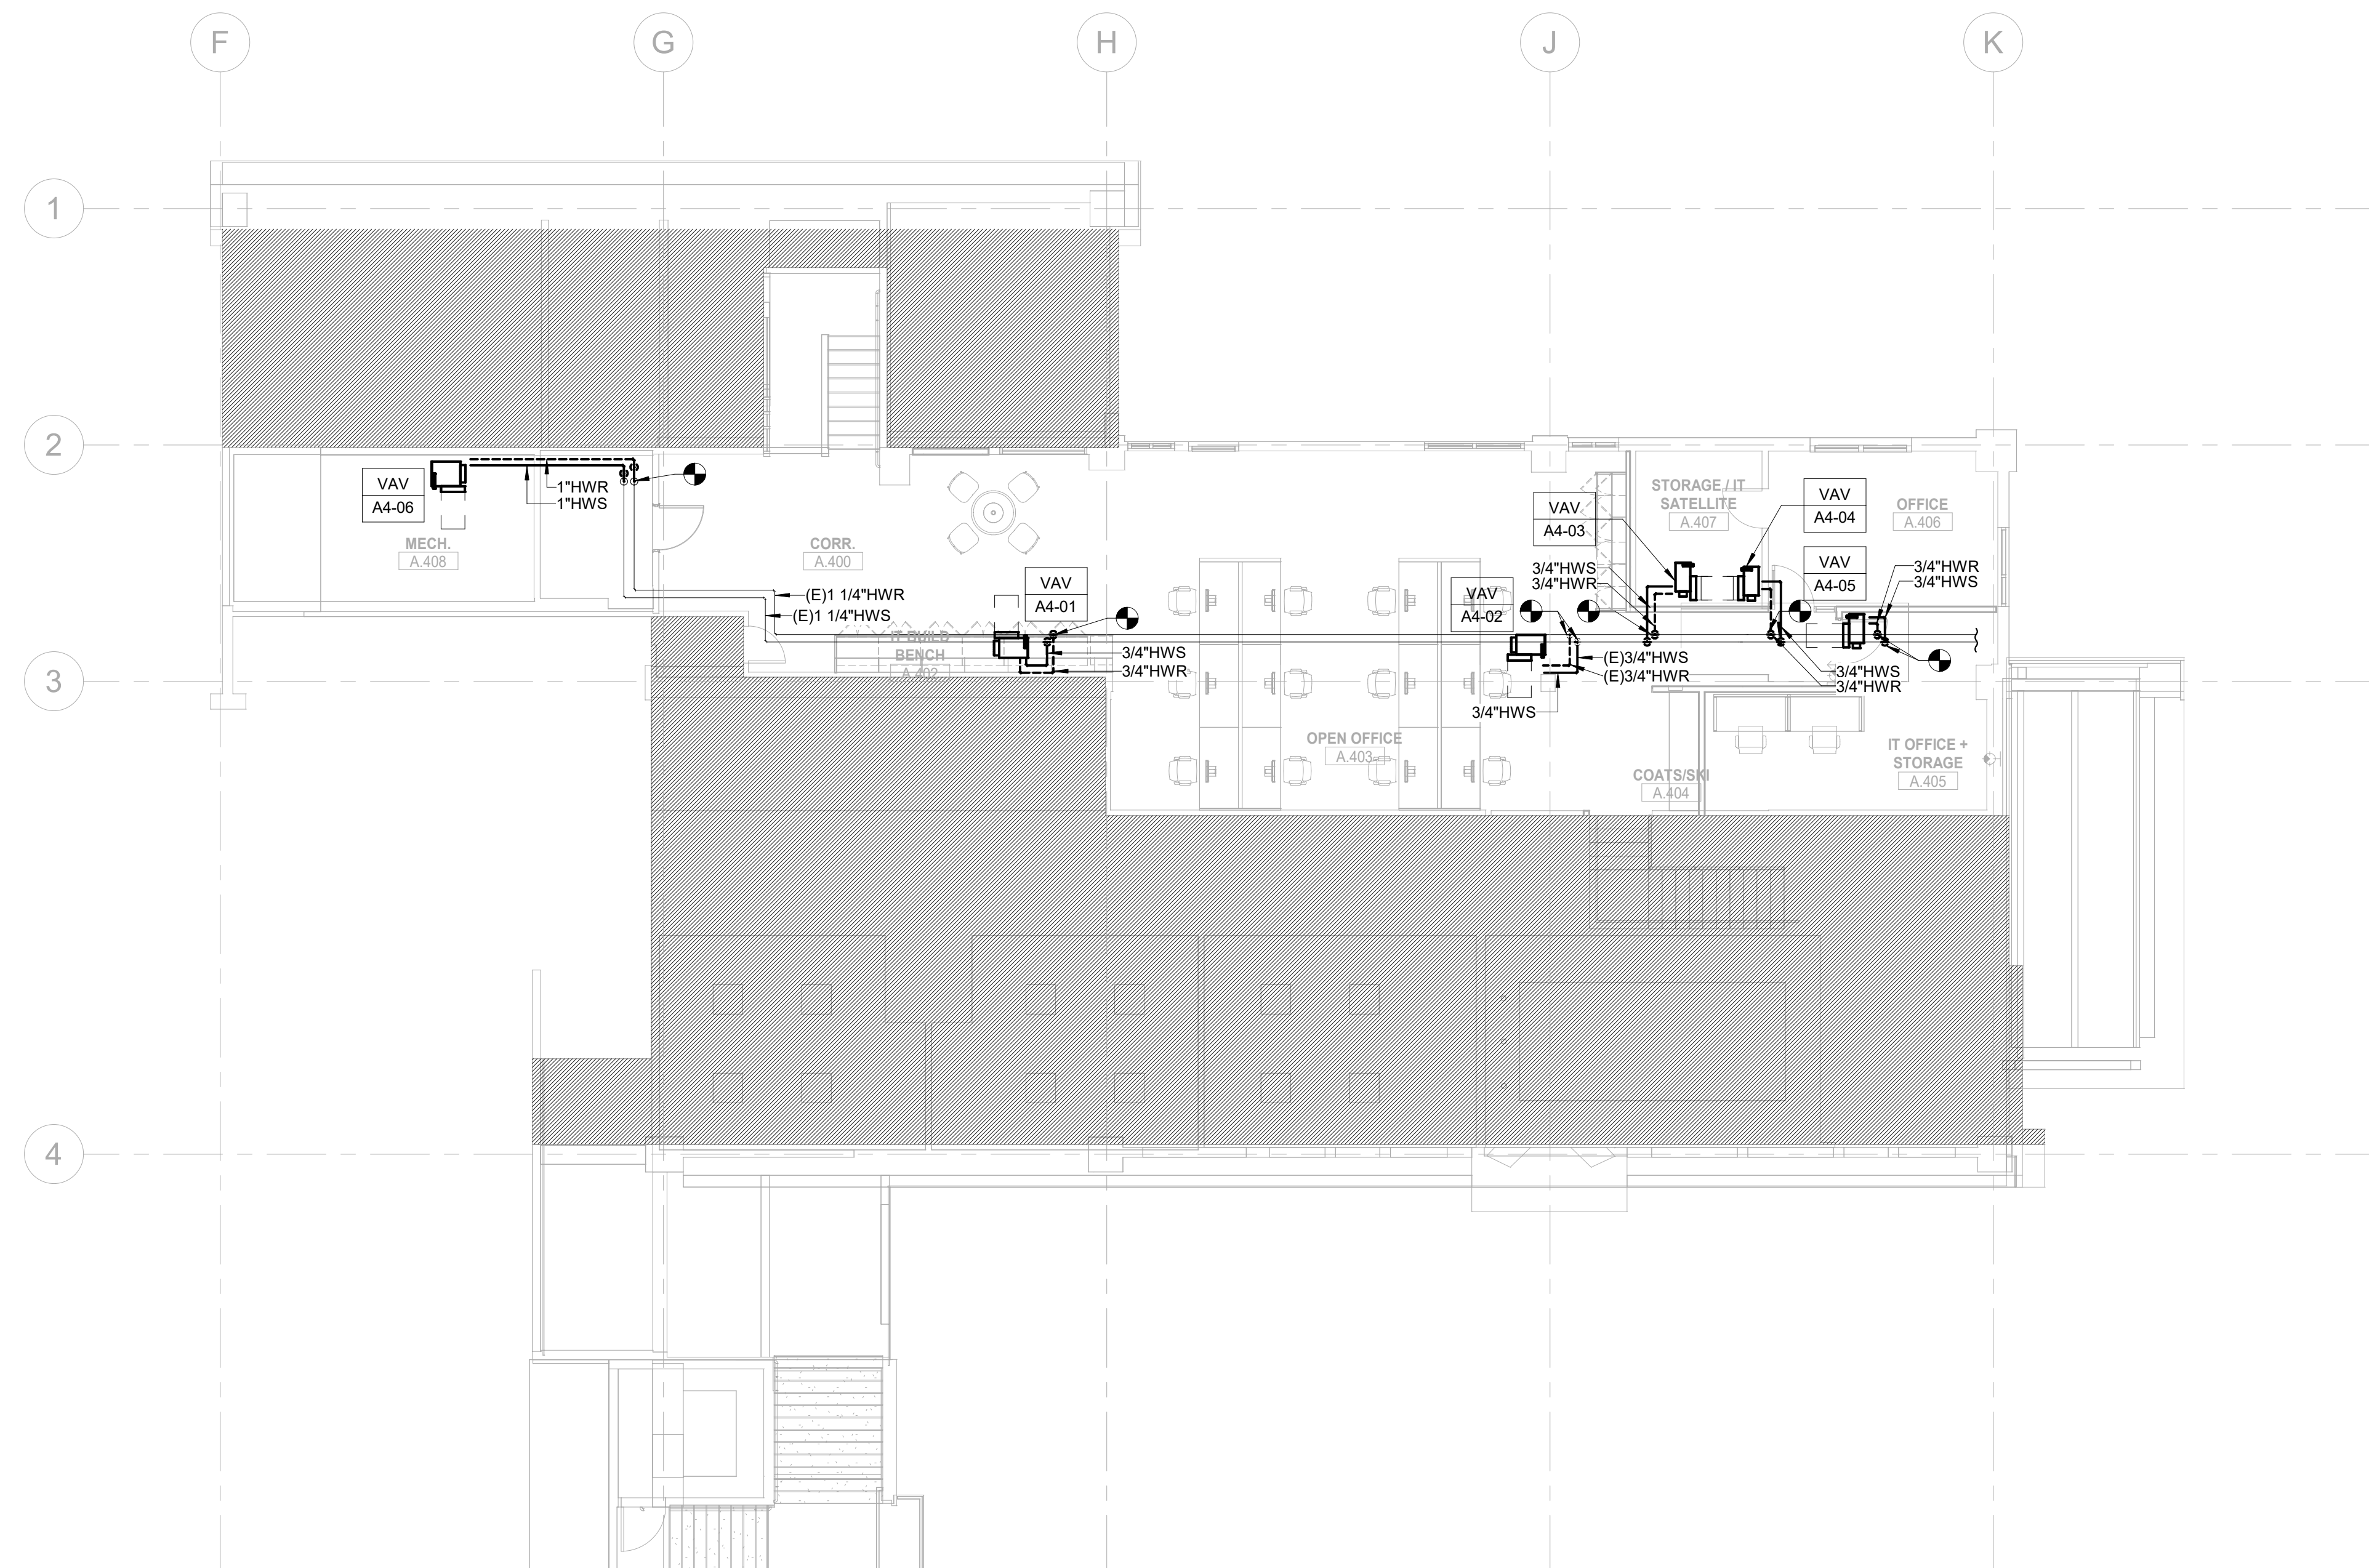 F
G
H
J
K
1
2
3
4
VAV
A4-06
1"HWR
1"HWS
MECH.
A.408
CORR.
A.400
(E)1 1/4"HWR
(E)1 1/4"HWS
VAV
A4-01
IT BUILD
BENCH
A.402
3/4"HWS
3/4"HWR
VAV
A4-02
(E)3/4"HWS
(E)3/4"HWR
3/4"HWS
VAV
A4-03
3/4"HWS
3/4"HWR
STORAGE / IT
SATELLITE
A.407
VAV
A4-04
VAV
A4-05
OFFICE
A.406
3/4"HWR
3/4"HWS
3/4"HWS
3/4"HWR
OPEN OFFICE
A.403
COATS/SKI
A.404
IT OFFICE +
STORAGE
A.405